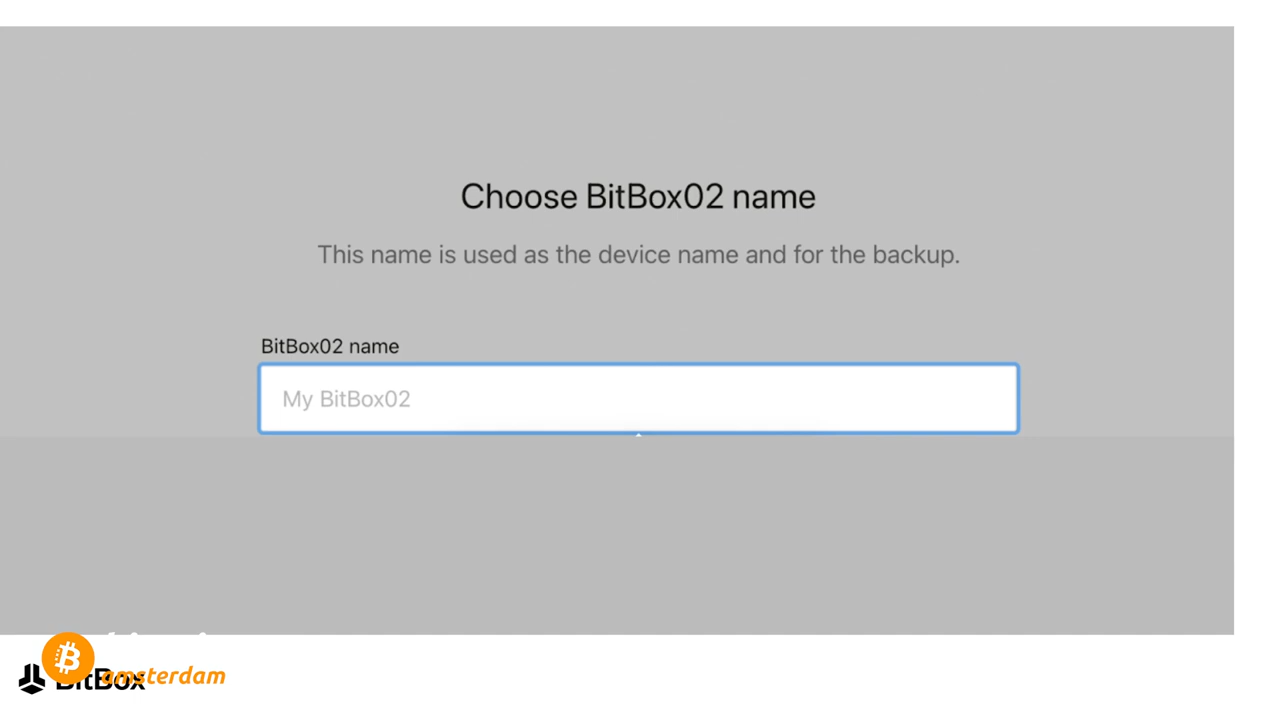 Choose BitBox02 name
This name is used as the device name and for the backup.
BitBox02 name
My BitBox02
amsterdam
BitBox